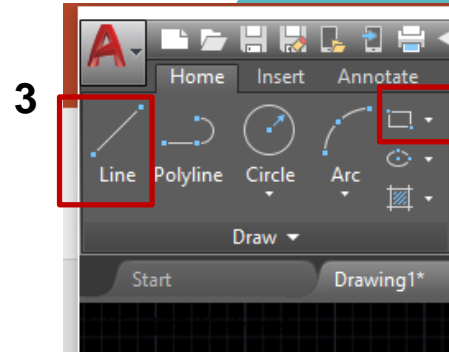 Home Insert Annotate
3
Line Polyline Circle Arc
Draw
Start Drawing1*